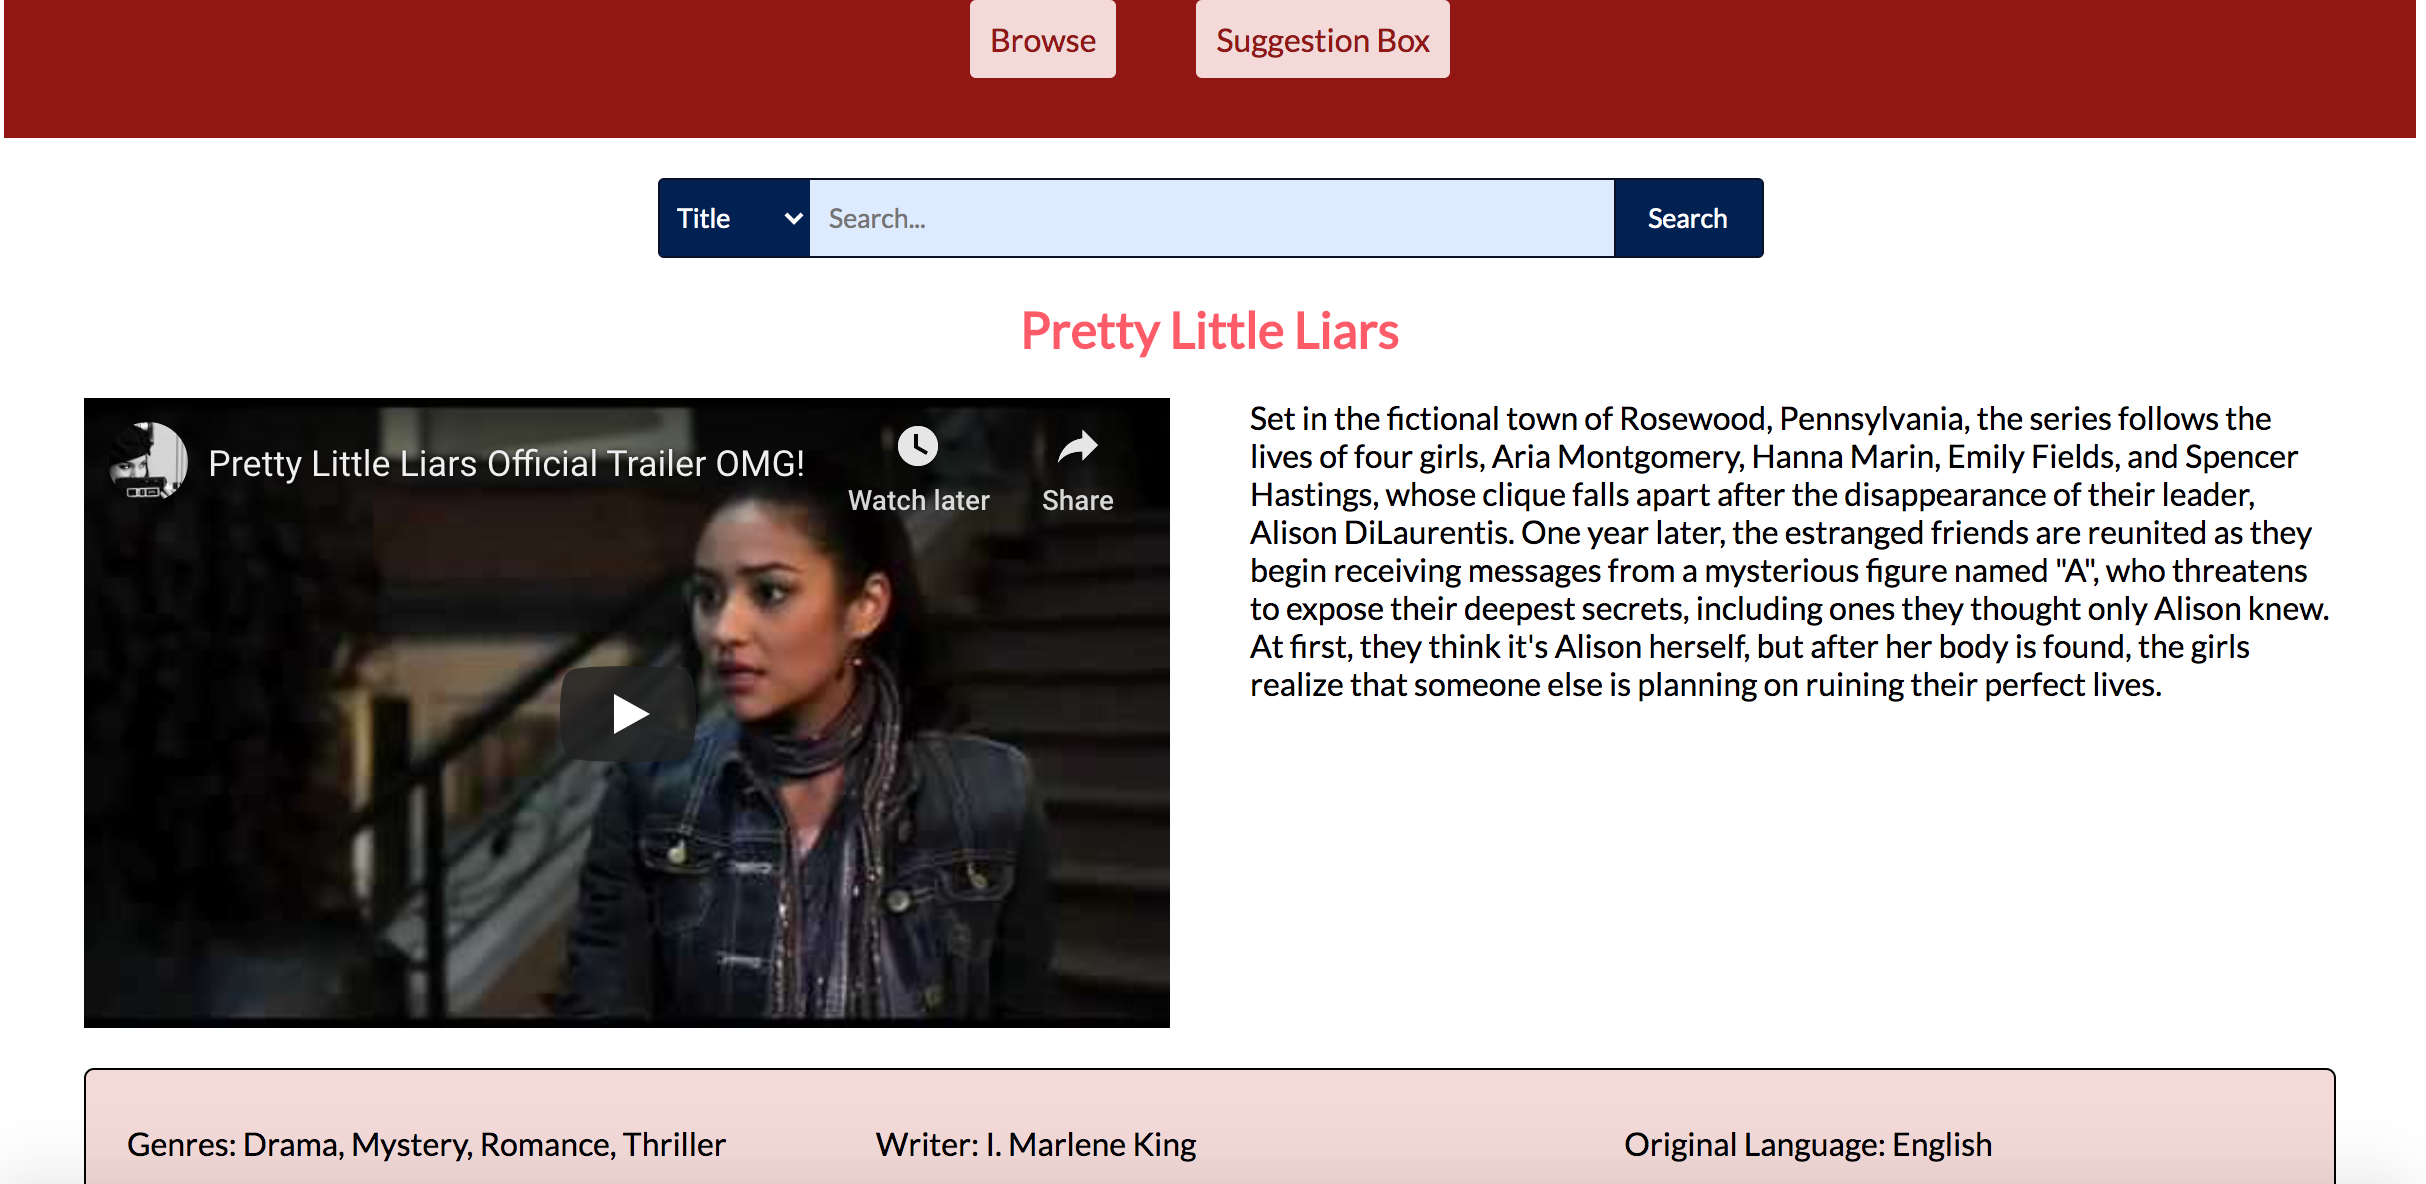 Browse
Suggestion Box
Title
Search...
Search
Pretty Little Liars
Pretty Little Liars Official Trailer OMG!
Watch later
Share
Set in the fictional town of Rosewood, Pennsylvania, the series follows the
lives of four girls, Aria Montgomery, Hanna Marin, Emily Fields, and Spencer
Hastings, whose clique falls apart after the disappearance of their leader,
Alison DiLaurentis. One year later, the estranged friends are reunited as they
begin receiving messages from a mysterious figure named "A", who threatens
to expose their deepest secrets, including ones they thought only Alison knew.
At first, they think it's Alison herself, but after her body is found, the girls
realize that someone else is planning on ruining their perfect lives.
Genres: Drama, Mystery, Romance, Thriller
Writer: I. Marlene King
Original Language: English